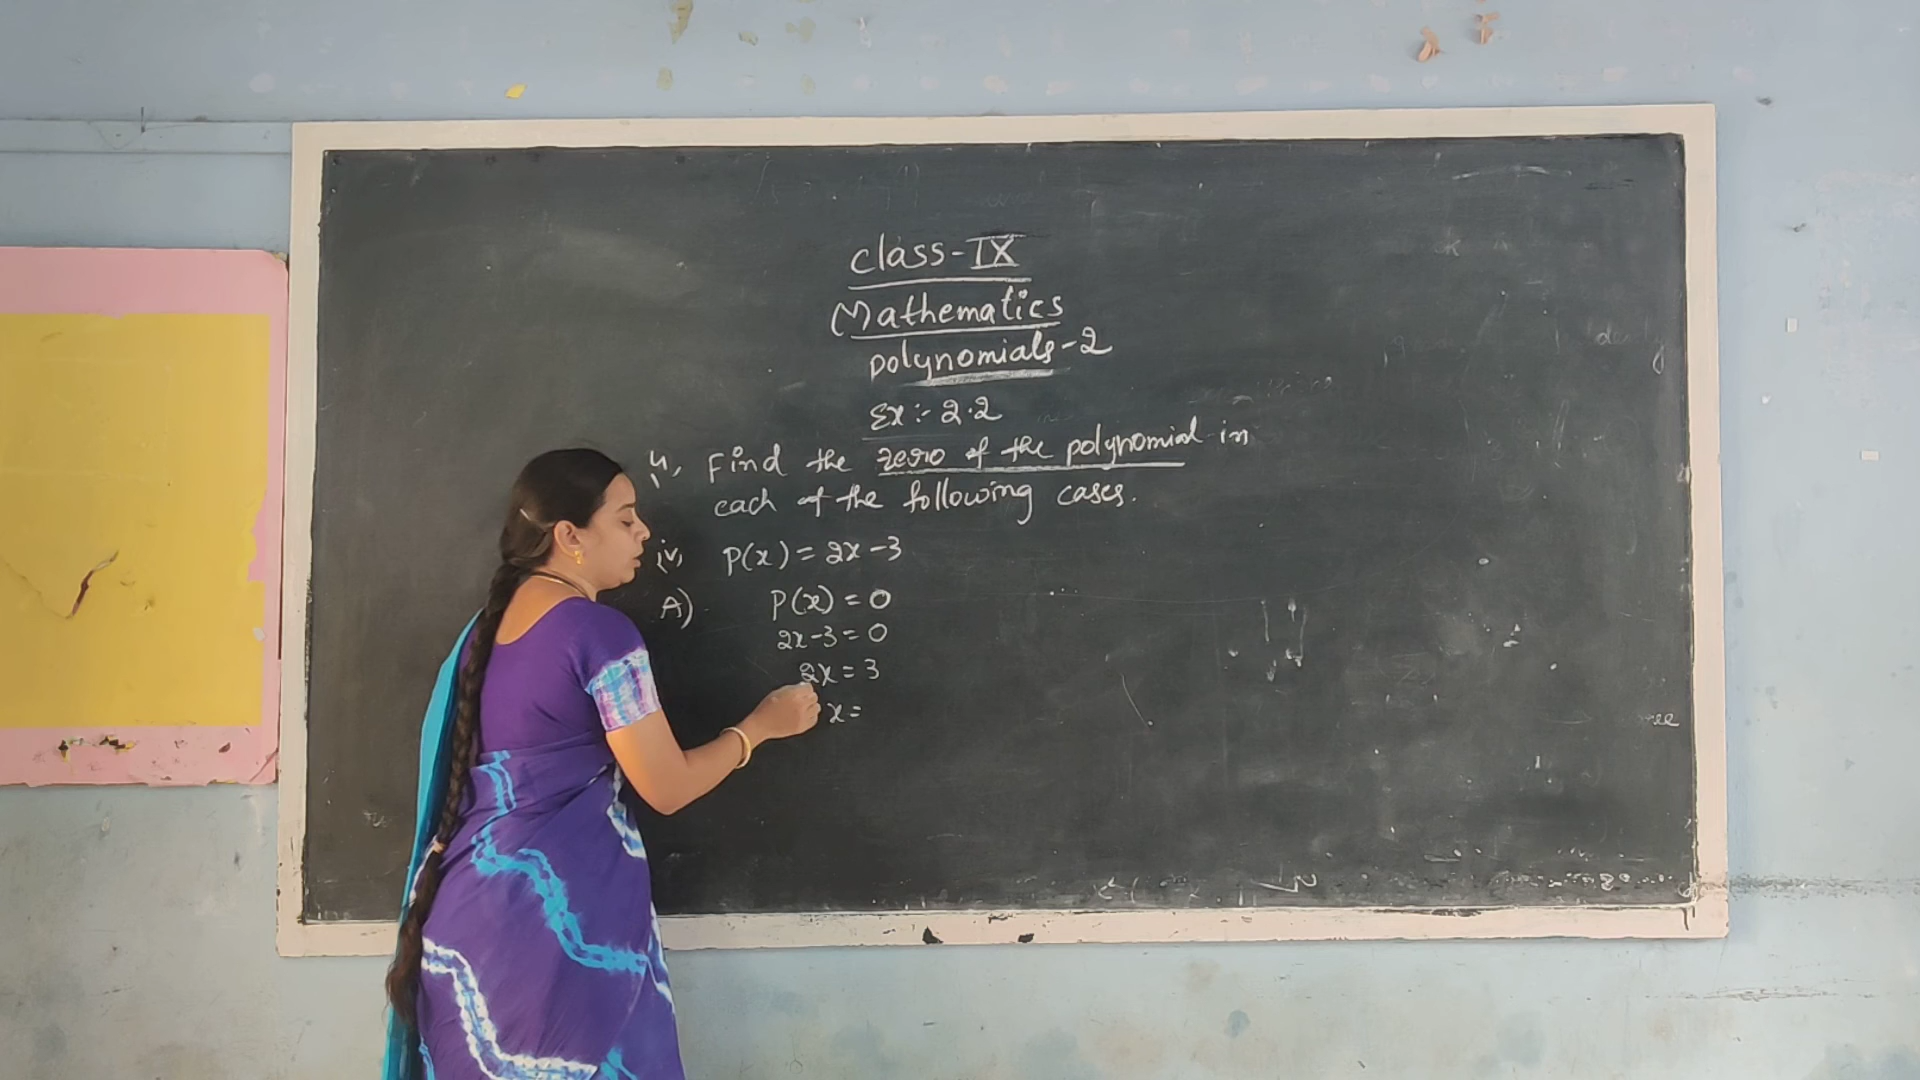 class-IX
Mathematics
polynomials-2
Ex:- 2.2
4, Find the zero of the polynomial in
each of the following cases.
iv, P(x) = 2x-3
A) P(x) = 0
2x-3=0
2x = 3
x =